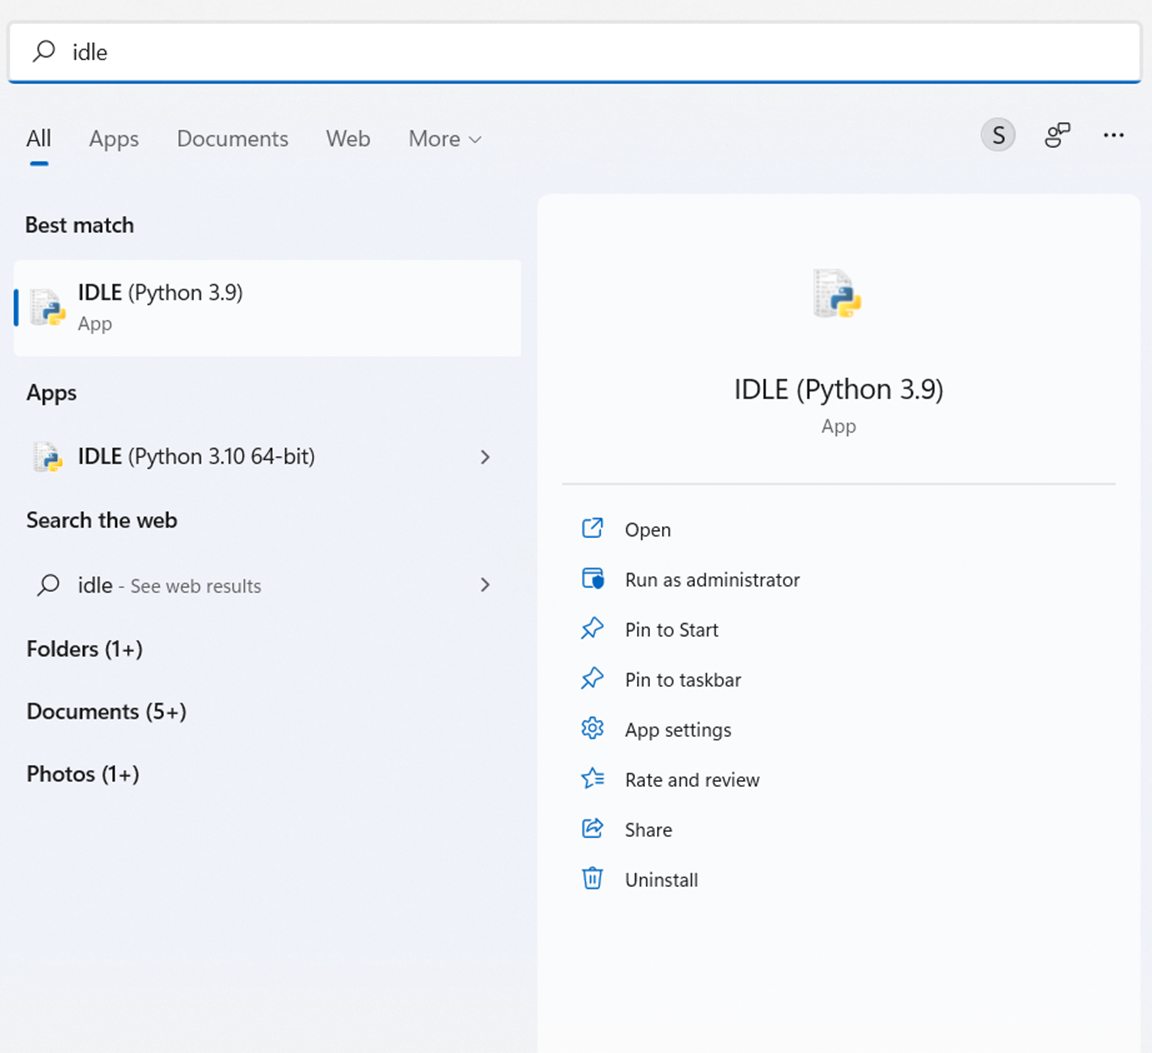 idle
All Apps Documents Web More
S
Best match
IDLE (Python 3.9)
App
Apps
IDLE (Python 3.10 64-bit)
Search the web
idle - See web results
Folders (1+)
Documents (5+)
Photos (1+)
IDLE (Python 3.9)
App
Open
Run as administrator
Pin to Start
Pin to taskbar
App settings
Rate and review
Share
Uninstall